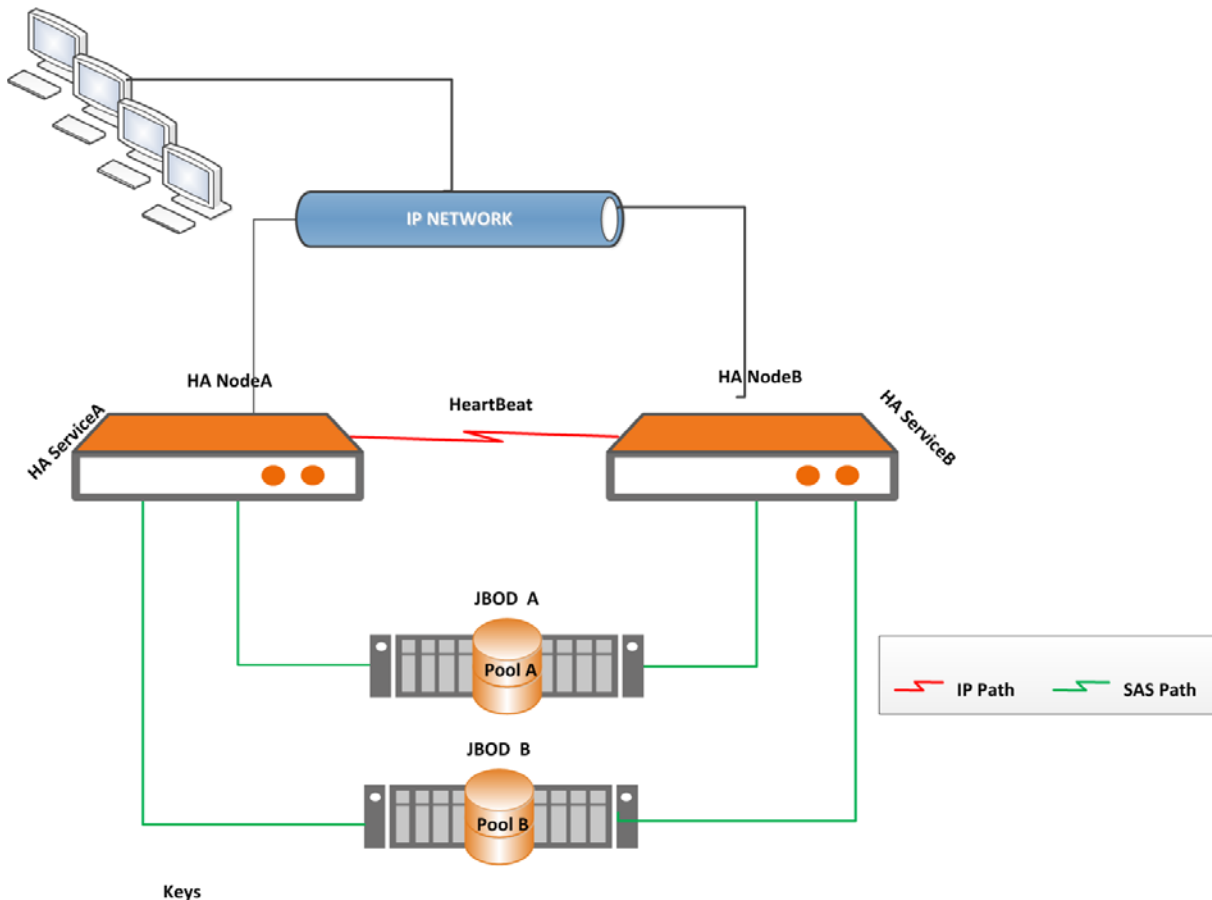 IP NETWORK
HA NodeA
HA NodeB
HeartBeat
HA ServiceA
HA ServiceB
JBOD A
Pool A
IP Path
SAS Path
JBOD B
Pool B
Keys